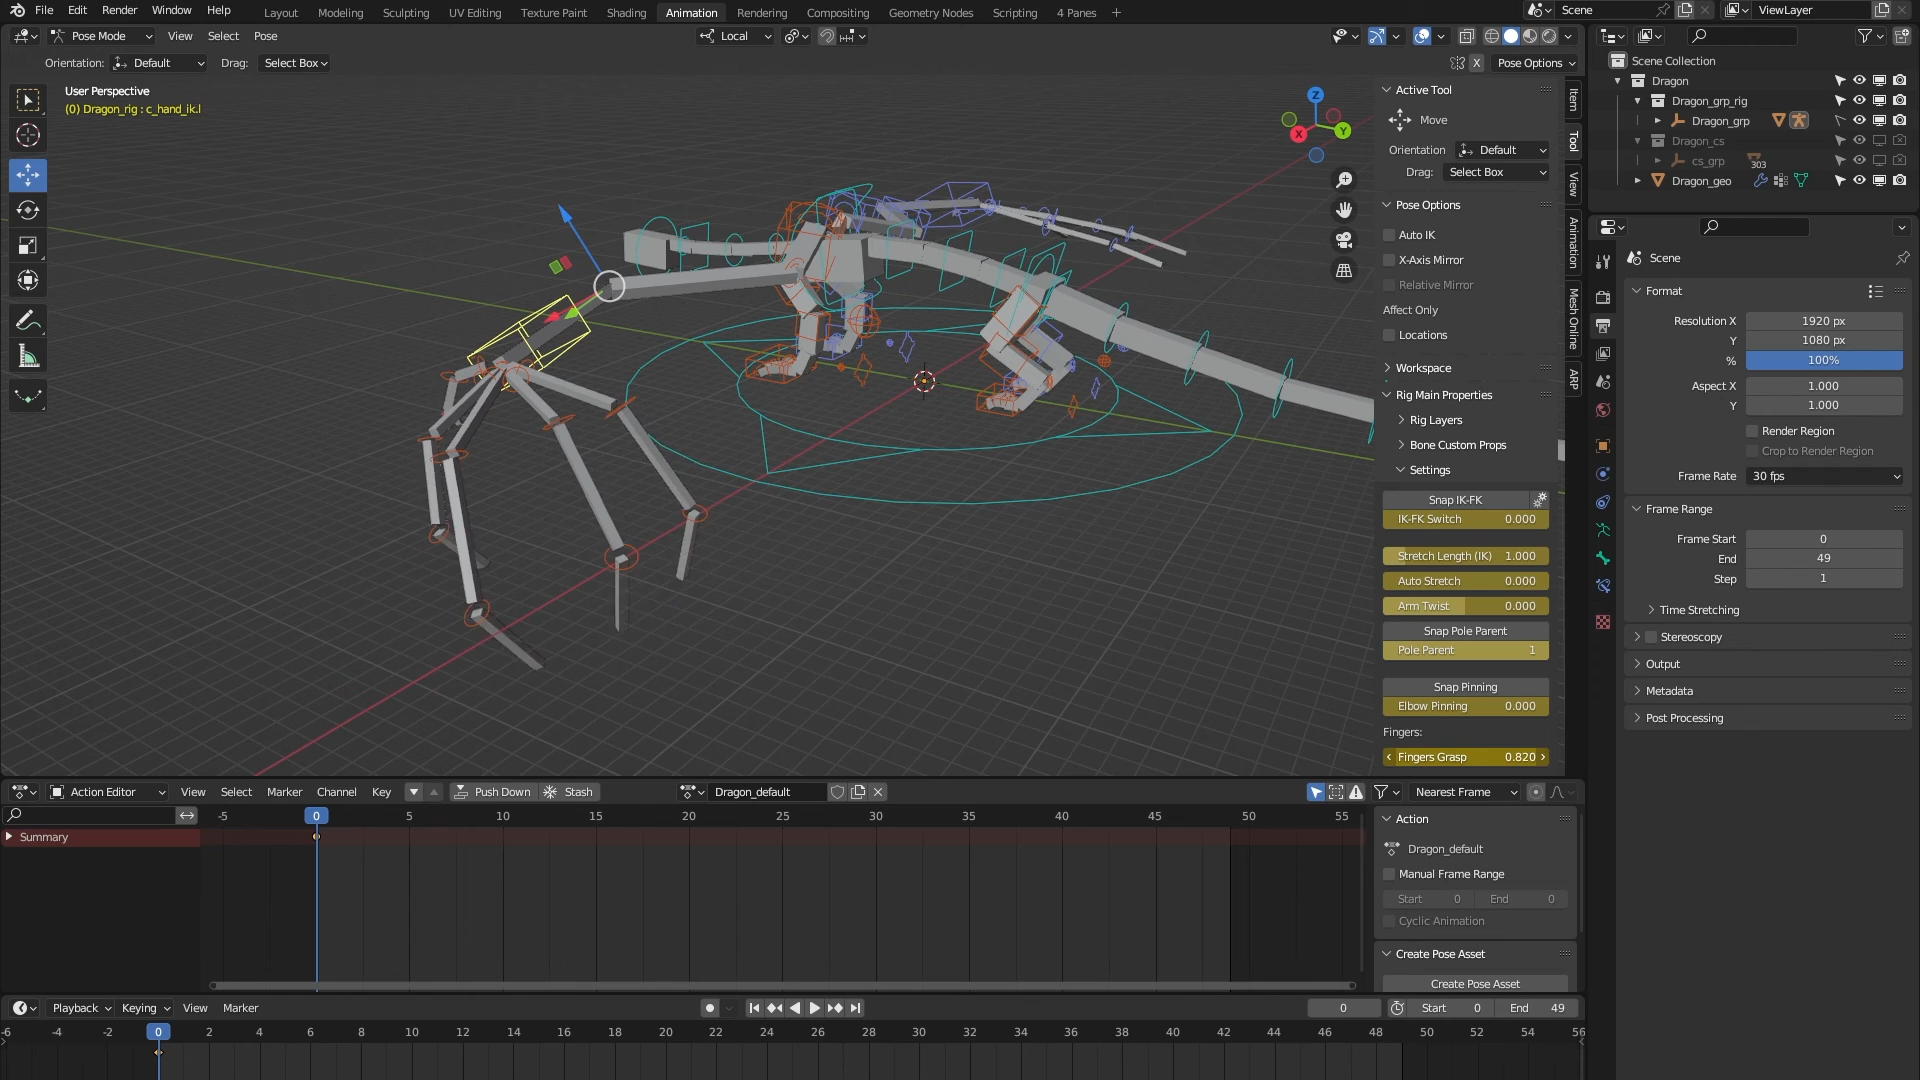 File Edit Render Window Help Layout Modeling Sculpting UV Editing Texture Paint Shading Animation Rendering Compositing Geometry Nodes Scripting 4 Panes + Scene ViewLayer
Pose Mode View Select Pose Local
Orientation: Default Drag: Select Box X Pose Options
User Perspective
(0) Dragon_rig : c_hand_ik.l
Z
X
Y
Active Tool
Move
Orientation Default
Drag: Select Box
Pose Options
Auto IK
X-Axis Mirror
Relative Mirror
Affect Only
Locations
Workspace
Rig Main Properties
Rig Layers
Bone Custom Props
Settings
Snap IK-FK
IK-FK Switch 0.000
Stretch Length (IK) 1.000
Auto Stretch 0.000
Arm Twist 0.000
Snap Pole Parent
Pole Parent 1
Snap Pinning
Elbow Pinning 0.000
Fingers:
Fingers Grasp 0.820
Item
Tool
View
Animation
Mesh Online
ARP
Scene Collection
Dragon
Dragon_grp_rig
Dragon_grp
Dragon_cs
cs_grp 303
Dragon_geo
Scene
Format
Resolution X 1920 px
Y 1080 px
% 100%
Aspect X 1.000
Y 1.000
Render Region
Crop to Render Region
Frame Rate 30 fps
Frame Range
Frame Start 0
End 49
Step 1
Time Stretching
Stereoscopy
Output
Metadata
Post Processing
Action Editor View Select Marker Channel Key Push Down Stash Dragon_default Nearest Frame
-5 0 5 10 15 20 25 30 35 40 45 50 55
Summary
Action
Dragon_default
Manual Frame Range
Start 0 End 0
Cyclic Animation
Create Pose Asset
Create Pose Asset
Playback Keying View Marker 0 Start 0 End 49
-6 -4 -2 0 2 4 6 8 10 12 14 16 18 20 22 24 26 28 30 32 34 36 38 40 42 44 46 48 50 52 54 56